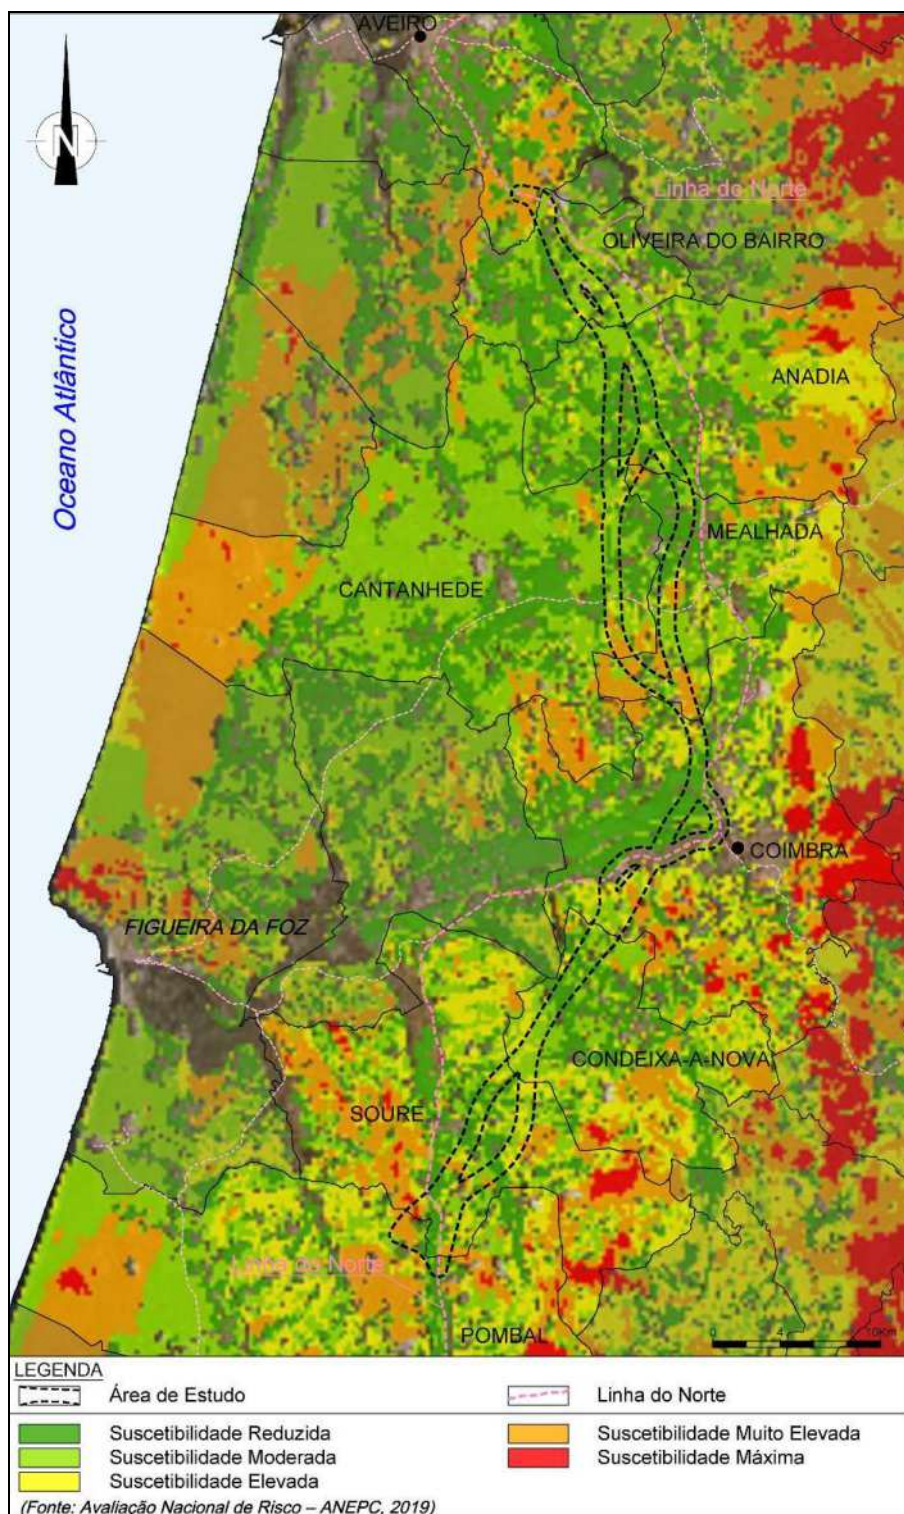 AVEIRO
N
Linha do Norte
OLIVEIRA DO BAIRRO
Oceano Atlântico
ANADIA
MEALHADA
CANTANHEDE
COIMBRA
FIGUEIRA DA FOZ
CONDEIXA-A-NOVA
SOURE
Linha do Norte
POMBAL
0 4 10Km
LEGENDA
Área de Estudo
Linha do Norte
Suscetibilidade Reduzida
Suscetibilidade Muito Elevada
Suscetibilidade Moderada
Suscetibilidade Máxima
Suscetibilidade Elevada
(Fonte: Avaliação Nacional de Risco – ANEPC, 2019)